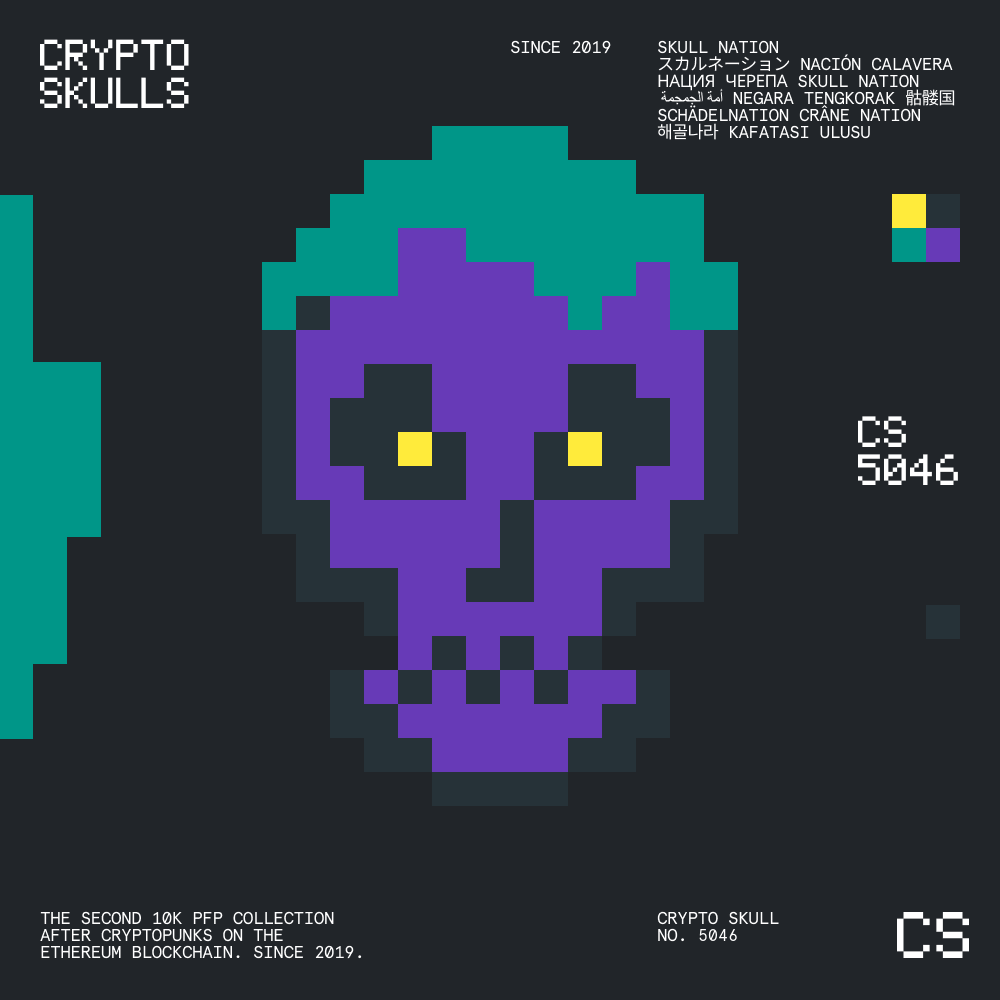 CRYPTO
SKULLS
SINCE 2019
SKULL NATION
スカルネーション NACIÓN CALAVERA
НАЦИЯ ЧЕРЕПА SKULL NATION
أمة الجمجمة NEGARA TENGKORAK 骷髅国
SCHÄDELNATION CRÂNE NATION
해골나라 KAFATASI ULUSU
CS
5046
THE SECOND 10K PFP COLLECTION
AFTER CRYPTOPUNKS ON THE
ETHEREUM BLOCKCHAIN. SINCE 2019.
CRYPTO SKULL
NO. 5046
CS